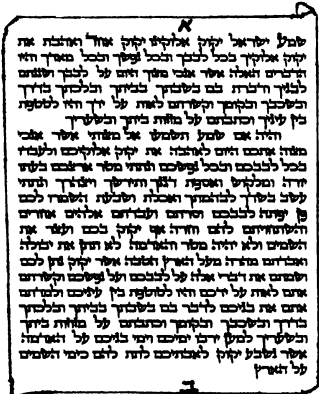 א
שמע ישראל יקוק אלוקינו יקוק אחד ואהבת את
יקוק אלוקיך בכל לבבך ובכל נפשך ובכל מאדך והיו
הדברים האלה אשר אנכי מצוך היום על לבבך ושננתם
לבניך ודברת בם בשבתך בביתך ובלכתך בדרך
ובשכבך ובקומך וקשרתם לאות על ידך והיו לטטפת
בין עיניך וכתבתם על מזזות ביתך ובשעריך
והיה אם שמע תשמעו אל מצותי אשר אנכי
מצוה אתכם היום לאהבה את יקוק אלוקיכם ולעבדו
בכל לבבכם ובכל נפשכם ונתתי מטר ארצכם בעתו
יורה ומלקוש ואספת דגנך ותירשך ויצהרך ונתתי
עשב בשדך לבהמתך ואכלת ושבעת השמרו לכם
פן יפתה לבבכם וסרתם ועבדתם אלהים אחרים
והשתחויתם להם וחרה אף יקוק בכם ועצר את
השמים ולא יהיה מטר והאדמה לא תתן את יבולה
ואבדתם מהרה מעל הארץ הטבה אשר יקוק נתן לכם
ושמתם את דברי אלה על לבבכם ועל נפשכם וקשרתם
אתם לאות על ידכם והיו לטוטפת בין עיניכם ולמדתם
אתם את בניכם לדבר בם בשבתך בביתך ובלכתך
בדרך ובשכבך ובקומך וכתבתם על מזוזות ביתך
ובשעריך למען ירבו ימיכם וימי בניכם על האדמה
אשר נשבע יקוק לאבתיכם לתת להם כימי השמים
על הארץ
ב